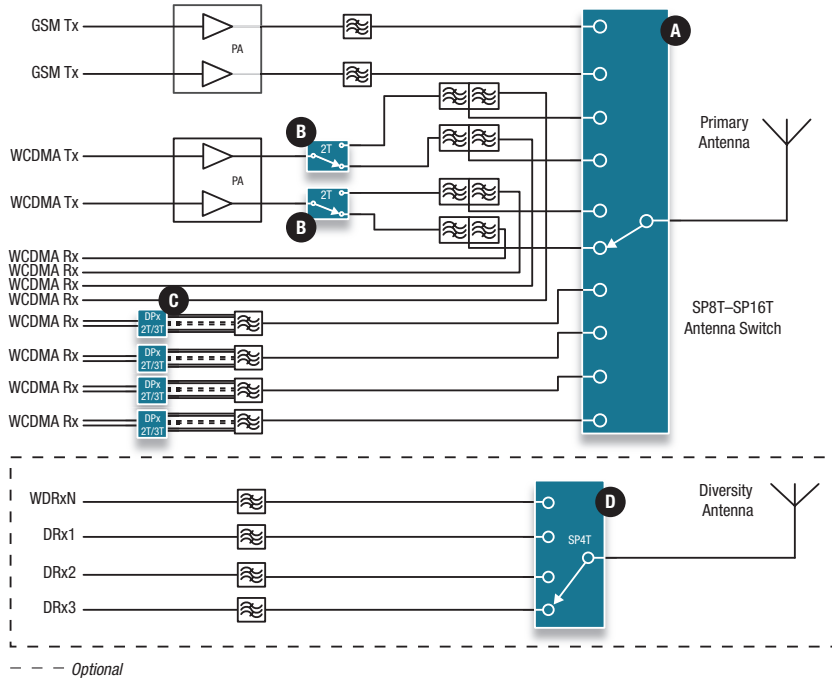 GSM Tx
PA
A
GSM Tx
Primary
Antenna
B
2T
WCDMA Tx
PA
2T
WCDMA Tx
B
WCDMA Rx
WCDMA Rx
WCDMA Rx
WCDMA Rx
C
SP8T–SP16T
Antenna Switch
WCDMA Rx
DPx
2T/3T
WCDMA Rx
DPx
2T/3T
WCDMA Rx
DPx
2T/3T
WCDMA Rx
DPx
2T/3T
WDRxN
D
Diversity
Antenna
DRx1
SP4T
DRx2
DRx3
Optional